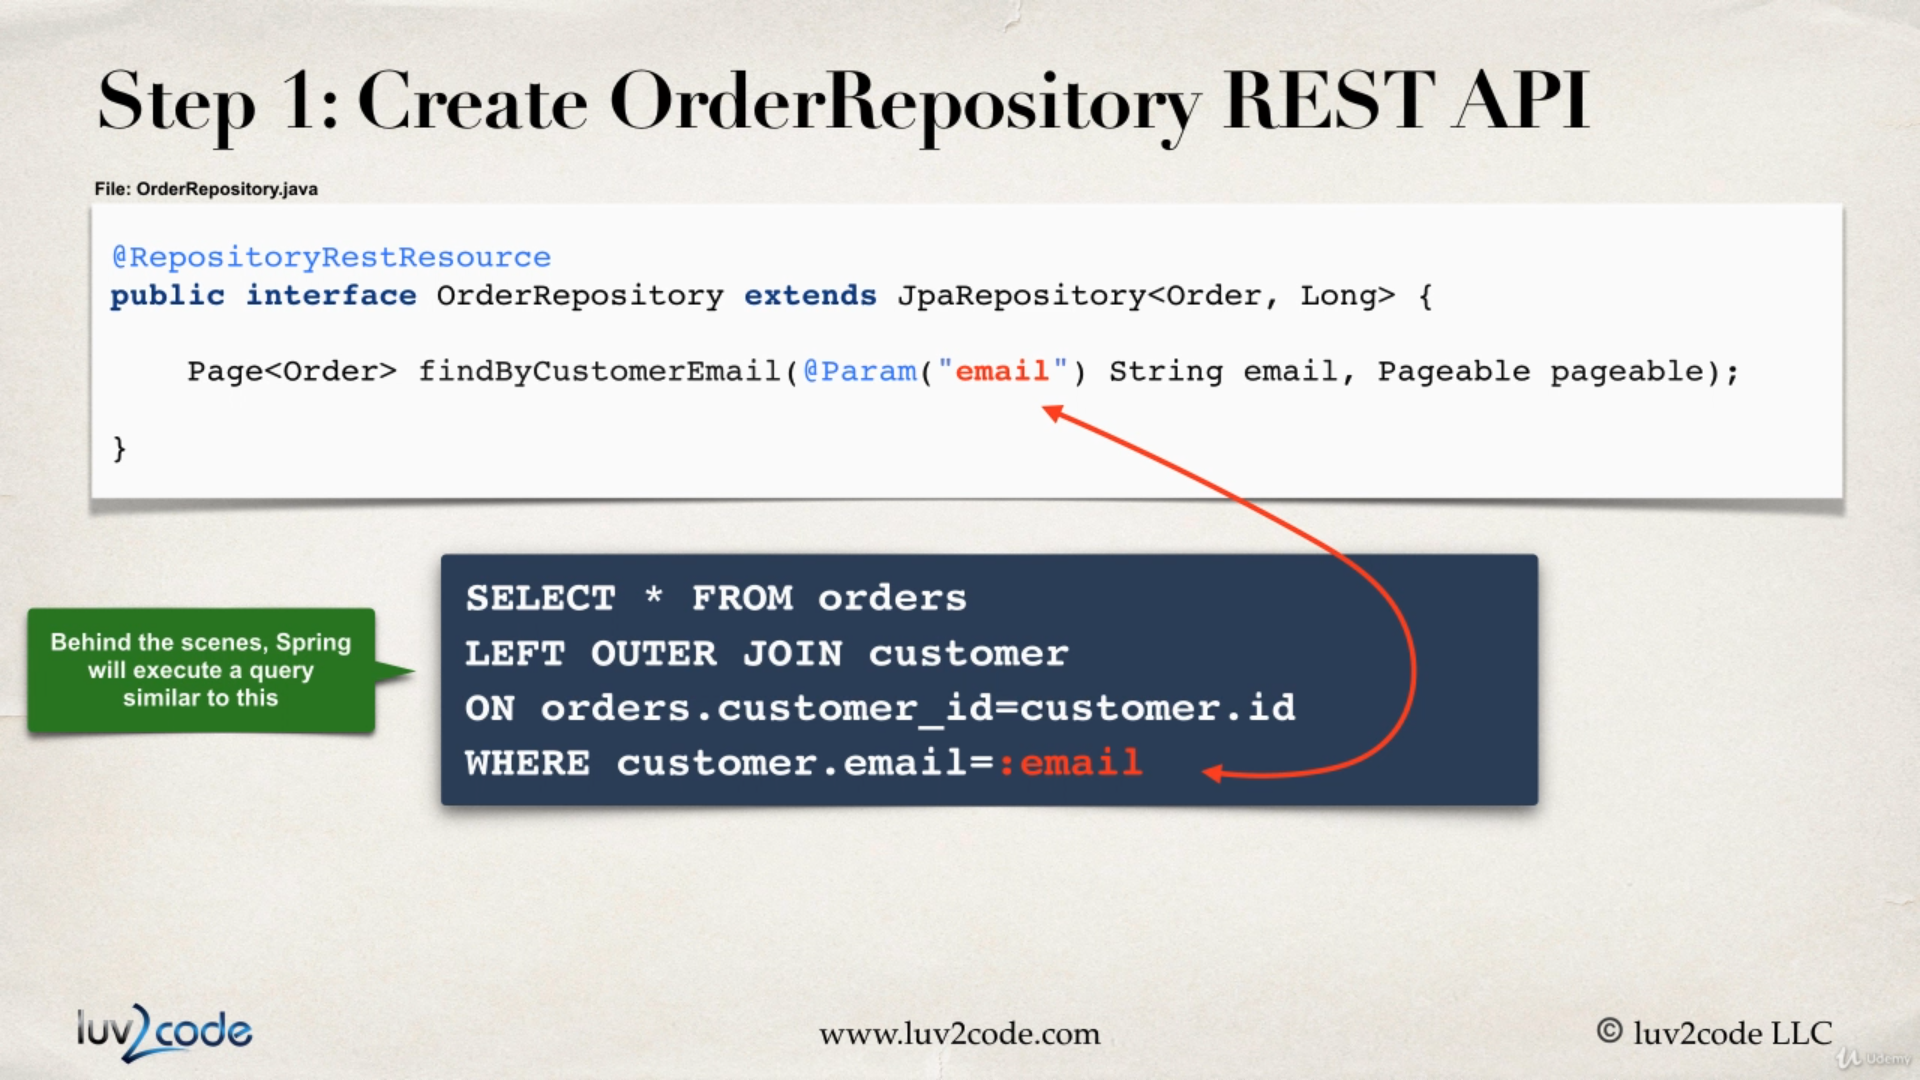 Step 1: Create OrderRepository REST API
File: OrderRepository.java
@RepositoryRestResource
public interface OrderRepository extends JpaRepository<Order, Long> {
Page<Order> findByCustomerEmail(@Param("email") String email, Pageable pageable);
}
SELECT * FROM orders
LEFT OUTER JOIN customer
ON orders.customer_id=customer.id
WHERE customer.email=:email
Behind the scenes, Spring
will execute a query
similar to this
luv2code
www.luv2code.com
© luv2code LLC
Udemy